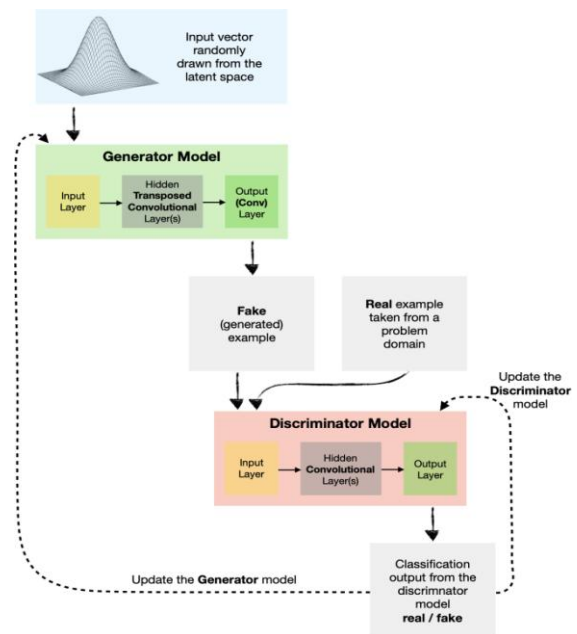 Input vector
randomly
drawn from the
latent space
Generator Model
Input
Layer
Hidden
Transposed
Convolutional
Layer(s)
Output
(Conv)
Layer
Fake
(generated)
example
Real example
taken from a
problem
domain
Update the
Discriminator
model
Discriminator Model
Input
Layer
Hidden
Convolutional
Layer(s)
Output
Layer
Update the Generator model
Classification
output from the
discrimnator
model
real / fake